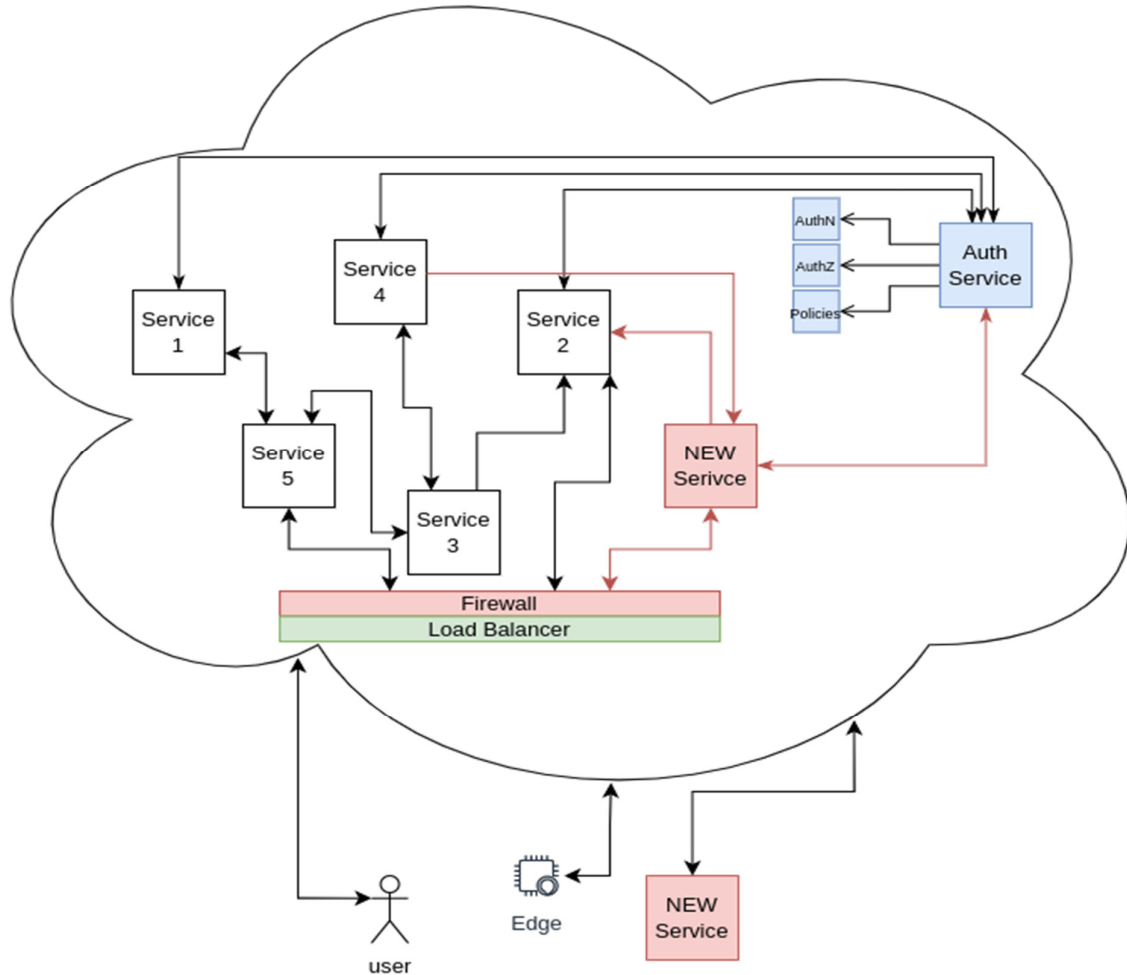 AuthN
Auth
Service
AuthZ
Policies
Service
4
Service
1
Service
2
Service
5
NEW
Serivce
Service
3
Firewall
Load Balancer
Edge
NEW
Service
user